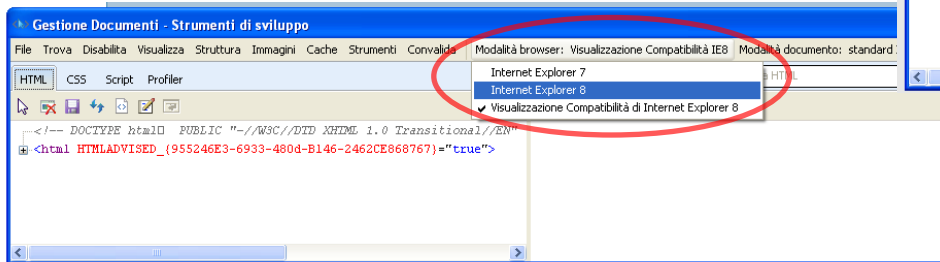 Gestione Documenti - Strumenti di sviluppo
File Trova Disabilita Visualizza Struttura Immagini Cache Strumenti Convalida Modalità browser: Visualizzazione Compatibilità IE8 Modalità documento: standard
HTML CSS Script Profiler
HTML
Internet Explorer 7
Internet Explorer 8
✓ Visualizzazione Compatibilità di Internet Explorer 8
<!-- DOCTYPE html PUBLIC "-//W3C//DTD XHTML 1.0 Transitional//EN"
<html HTMLADVISED_{955246E3-6933-480d-B146-2462CE868767}="true">